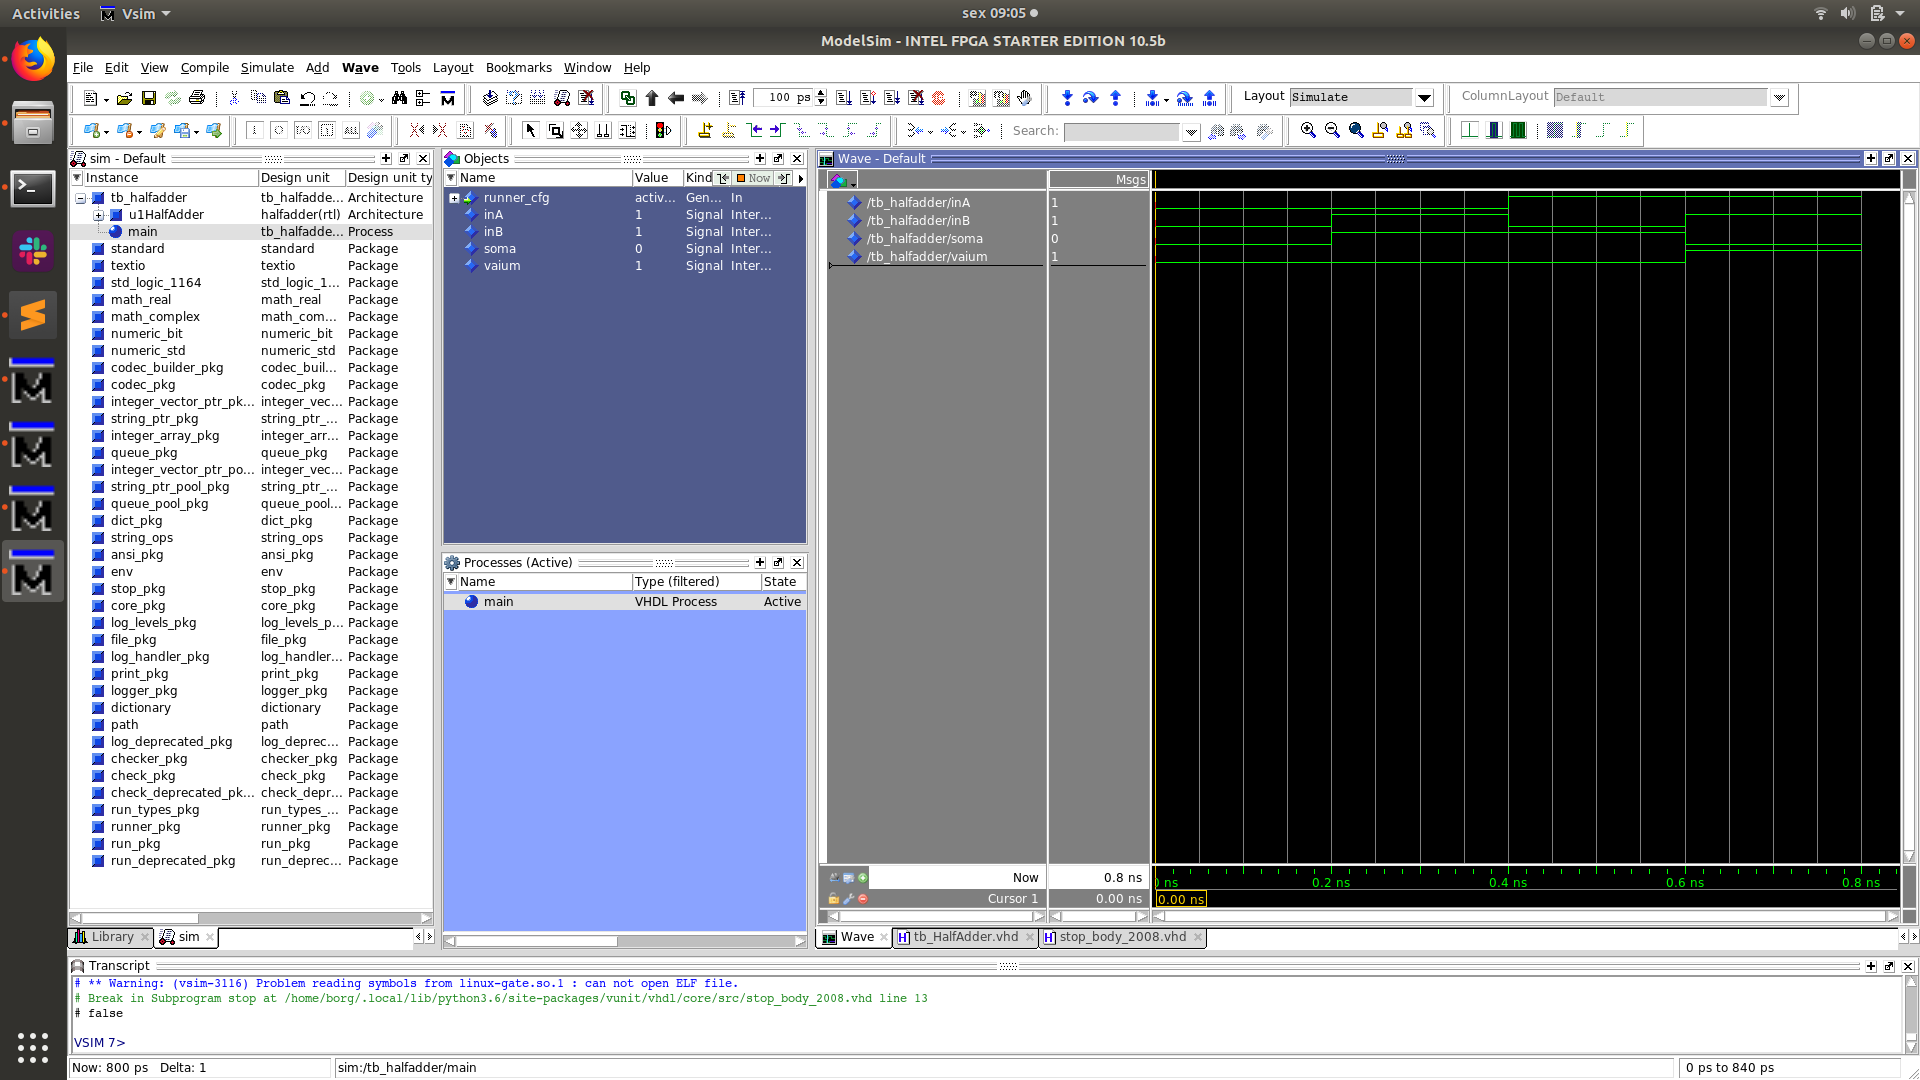 Activities
Vsim
sex 09:05
ModelSim - INTEL FPGA STARTER EDITION 10.5b
File Edit View Compile Simulate Add Wave Tools Layout Bookmarks Window Help
100 ps
Layout Simulate
ColumnLayout Default
Search:
sim - Default
Instance Design unit Design unit ty
tb_halfadder tb_halfadde... Architecture
u1HalfAdder halfadder(rtl) Architecture
main tb_halfadde... Process
standard standard Package
textio textio Package
std_logic_1164 std_logic_1... Package
math_real math_real Package
math_complex math_com... Package
numeric_bit numeric_bit Package
numeric_std numeric_std Package
codec_builder_pkg codec_buil... Package
codec_pkg codec_pkg Package
integer_vector_ptr_pk... integer_vec... Package
string_ptr_pkg string_ptr_... Package
integer_array_pkg integer_arr... Package
queue_pkg queue_pkg Package
integer_vector_ptr_po... integer_vec... Package
string_ptr_pool_pkg string_ptr_... Package
queue_pool_pkg queue_pool... Package
dict_pkg dict_pkg Package
string_ops string_ops Package
ansi_pkg ansi_pkg Package
env env Package
stop_pkg stop_pkg Package
core_pkg core_pkg Package
log_levels_pkg log_levels_p... Package
file_pkg file_pkg Package
log_handler_pkg log_handler... Package
print_pkg print_pkg Package
logger_pkg logger_pkg Package
dictionary dictionary Package
path path Package
log_deprecated_pkg log_deprec... Package
checker_pkg checker_pkg Package
check_pkg check_pkg Package
check_deprecated_pk... check_depr... Package
run_types_pkg run_types_... Package
runner_pkg runner_pkg Package
run_pkg run_pkg Package
run_deprecated_pkg run_deprec... Package
Library sim
Objects
Name Value Kind Now
runner_cfg activ... Gen... In
inA 1 Signal Inter...
inB 1 Signal Inter...
soma 0 Signal Inter...
vaium 1 Signal Inter...
Processes (Active)
Name Type (filtered) State
main VHDL Process Active
Wave - Default
Msgs
/tb_halfadder/inA 1
/tb_halfadder/inB 1
/tb_halfadder/soma 0
/tb_halfadder/vaium 1
Now 0.8 ns
Cursor 1 0.00 ns
ns 0.2 ns 0.4 ns 0.6 ns 0.8 ns
0.00 ns
Wave tb_HalfAdder.vhd stop_body_2008.vhd
Transcript
# ** Warning: (vsim-3116) Problem reading symbols from linux-gate.so.1 : can not open ELF file.
# Break in Subprogram stop at /home/borg/.local/lib/python3.6/site-packages/vunit/vhdl/core/src/stop_body_2008.vhd line 13
# false
VSIM 7>
Now: 800 ps Delta: 1
sim:/tb_halfadder/main
0 ps to 840 ps